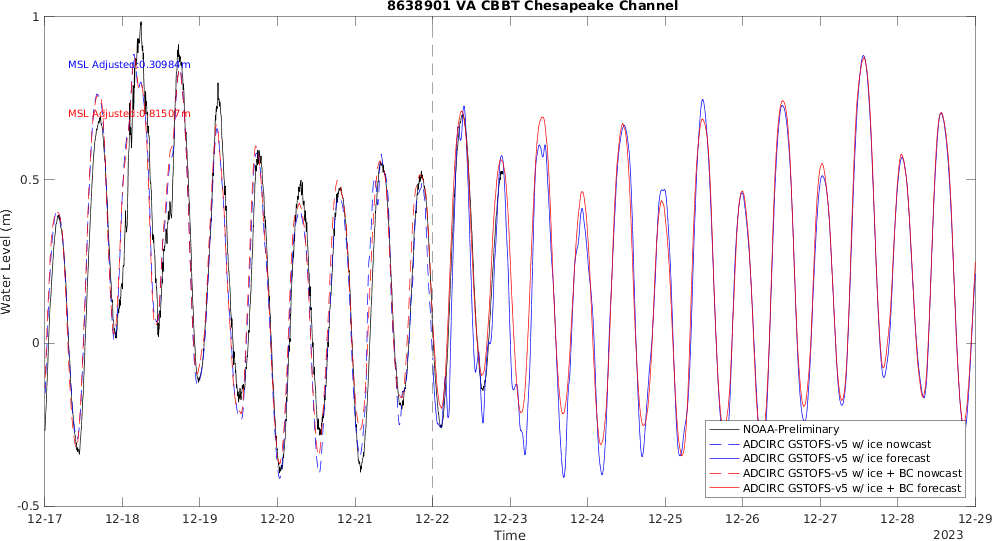 8638901 VA CBBT Chesapeake Channel
1
MSL Adjusted:0.30984m
MSL Adjusted:0.81507m
0.5
Water Level (m)
0
-0.5
NOAA-Preliminary
ADCIRC GSTOFS-v5 w/ ice nowcast
ADCIRC GSTOFS-v5 w/ ice forecast
ADCIRC GSTOFS-v5 w/ ice + BC nowcast
ADCIRC GSTOFS-v5 w/ ice + BC forecast
12-17 12-18 12-19 12-20 12-21 12-22 12-23 12-24 12-25 12-26 12-27 12-28 12-29
Time
2023